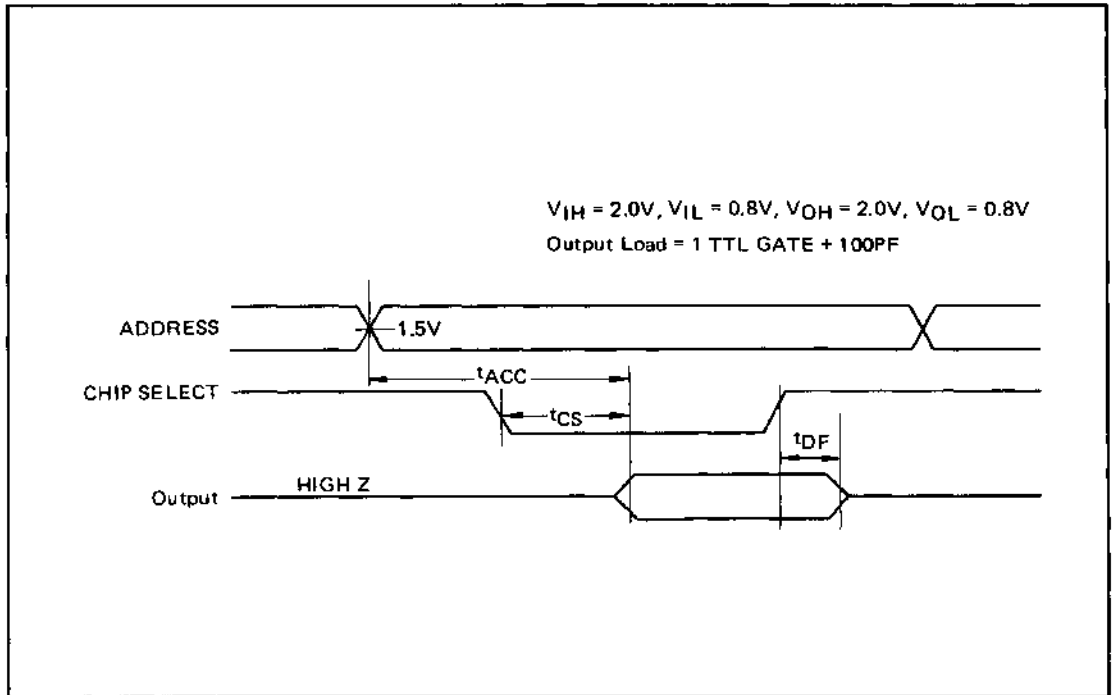 VIH = 2.0V, VIL = 0.8V, VOH = 2.0V, VOL = 0.8V
Output Load = 1 TTL GATE + 100PF
ADDRESS
1.5V
tACC
CHIP SELECT
tCS
tDF
HIGH Z
Output